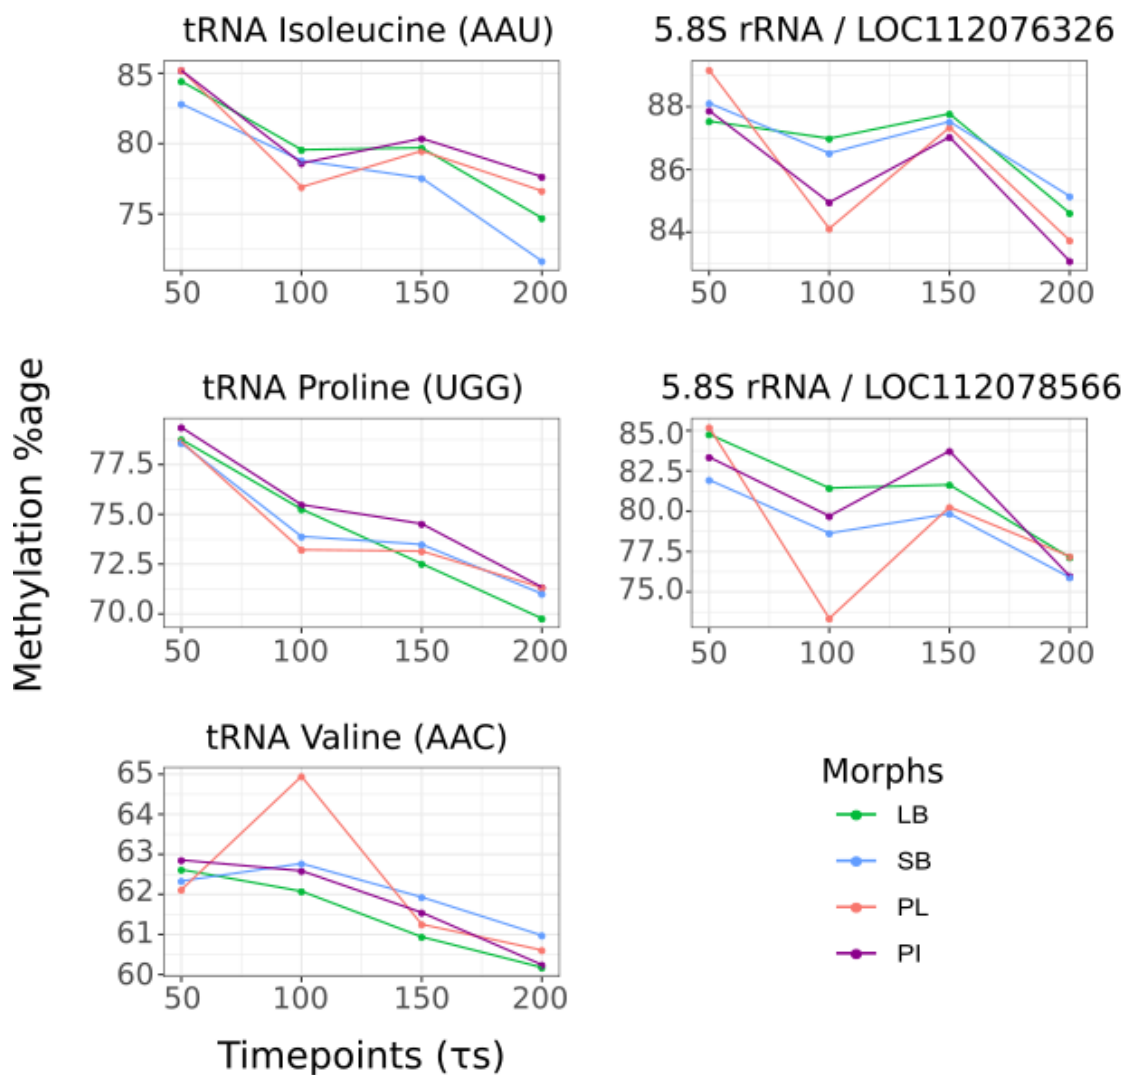 tRNA Isoleucine (AAU)
85
80
75
50 100 150 200
5.8S rRNA / LOC112076326
88
86
84
50 100 150 200
Methylation %age
tRNA Proline (UGG)
77.5
75.0
72.5
70.0
50 100 150 200
5.8S rRNA / LOC112078566
85.0
82.5
80.0
77.5
75.0
50 100 150 200
tRNA Valine (AAC)
65
64
63
62
61
60
50 100 150 200
Timepoints (τs)
Morphs
LB
SB
PL
PI